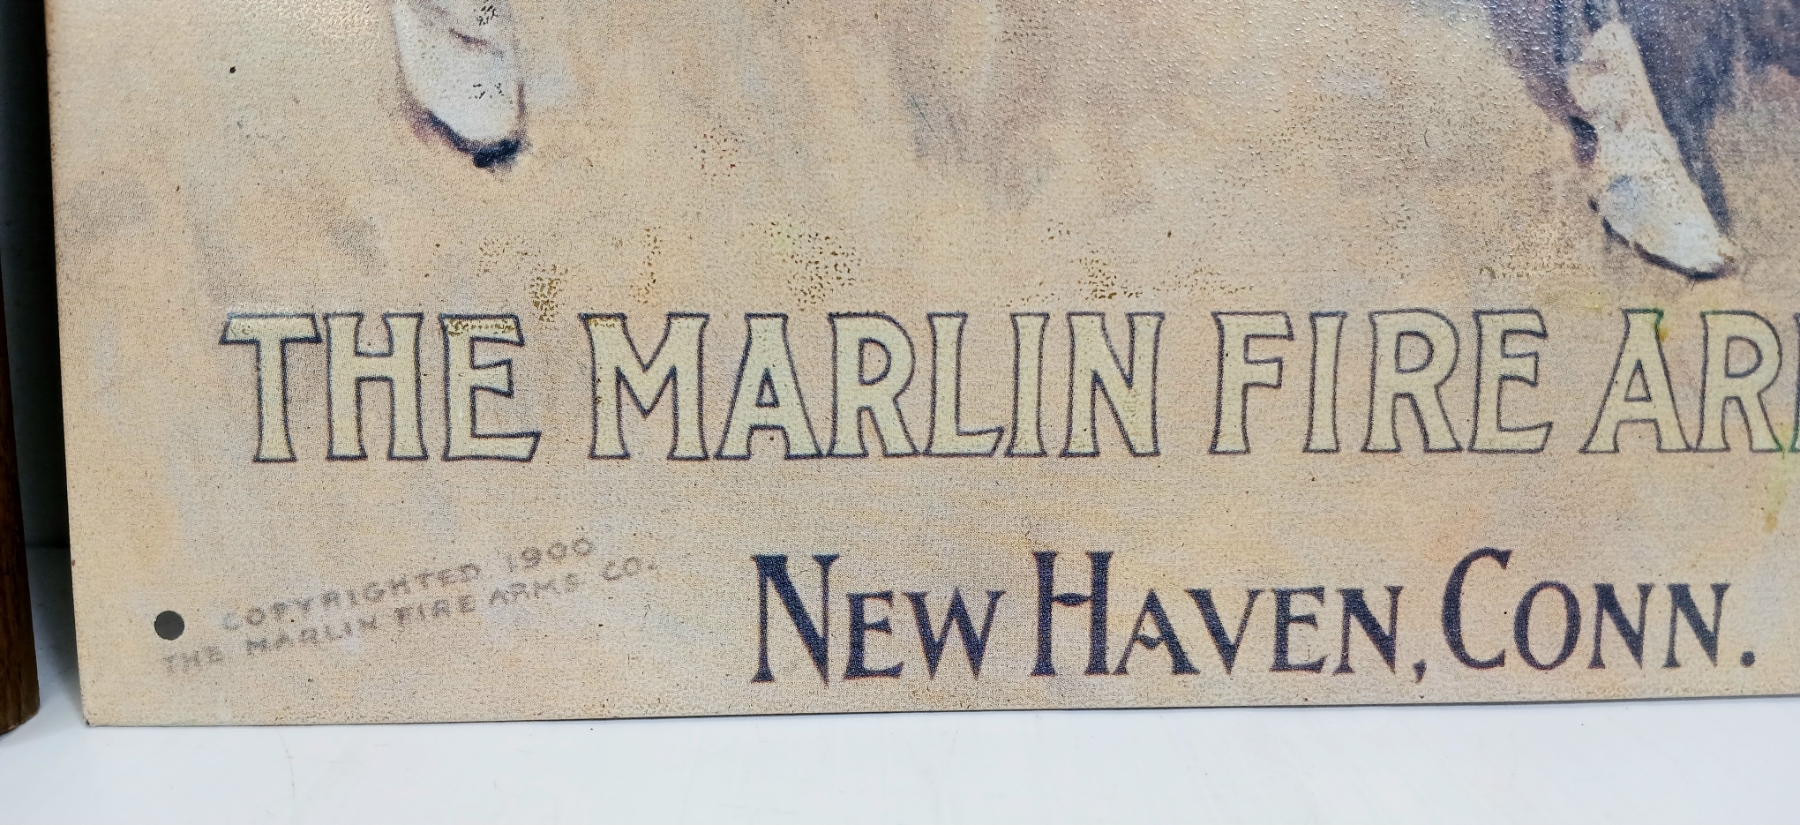 THE MARLIN FIRE AR
NEW HAVEN, CONN.
COPYRIGHTED 1900
THE MARLIN FIRE ARMS CO.